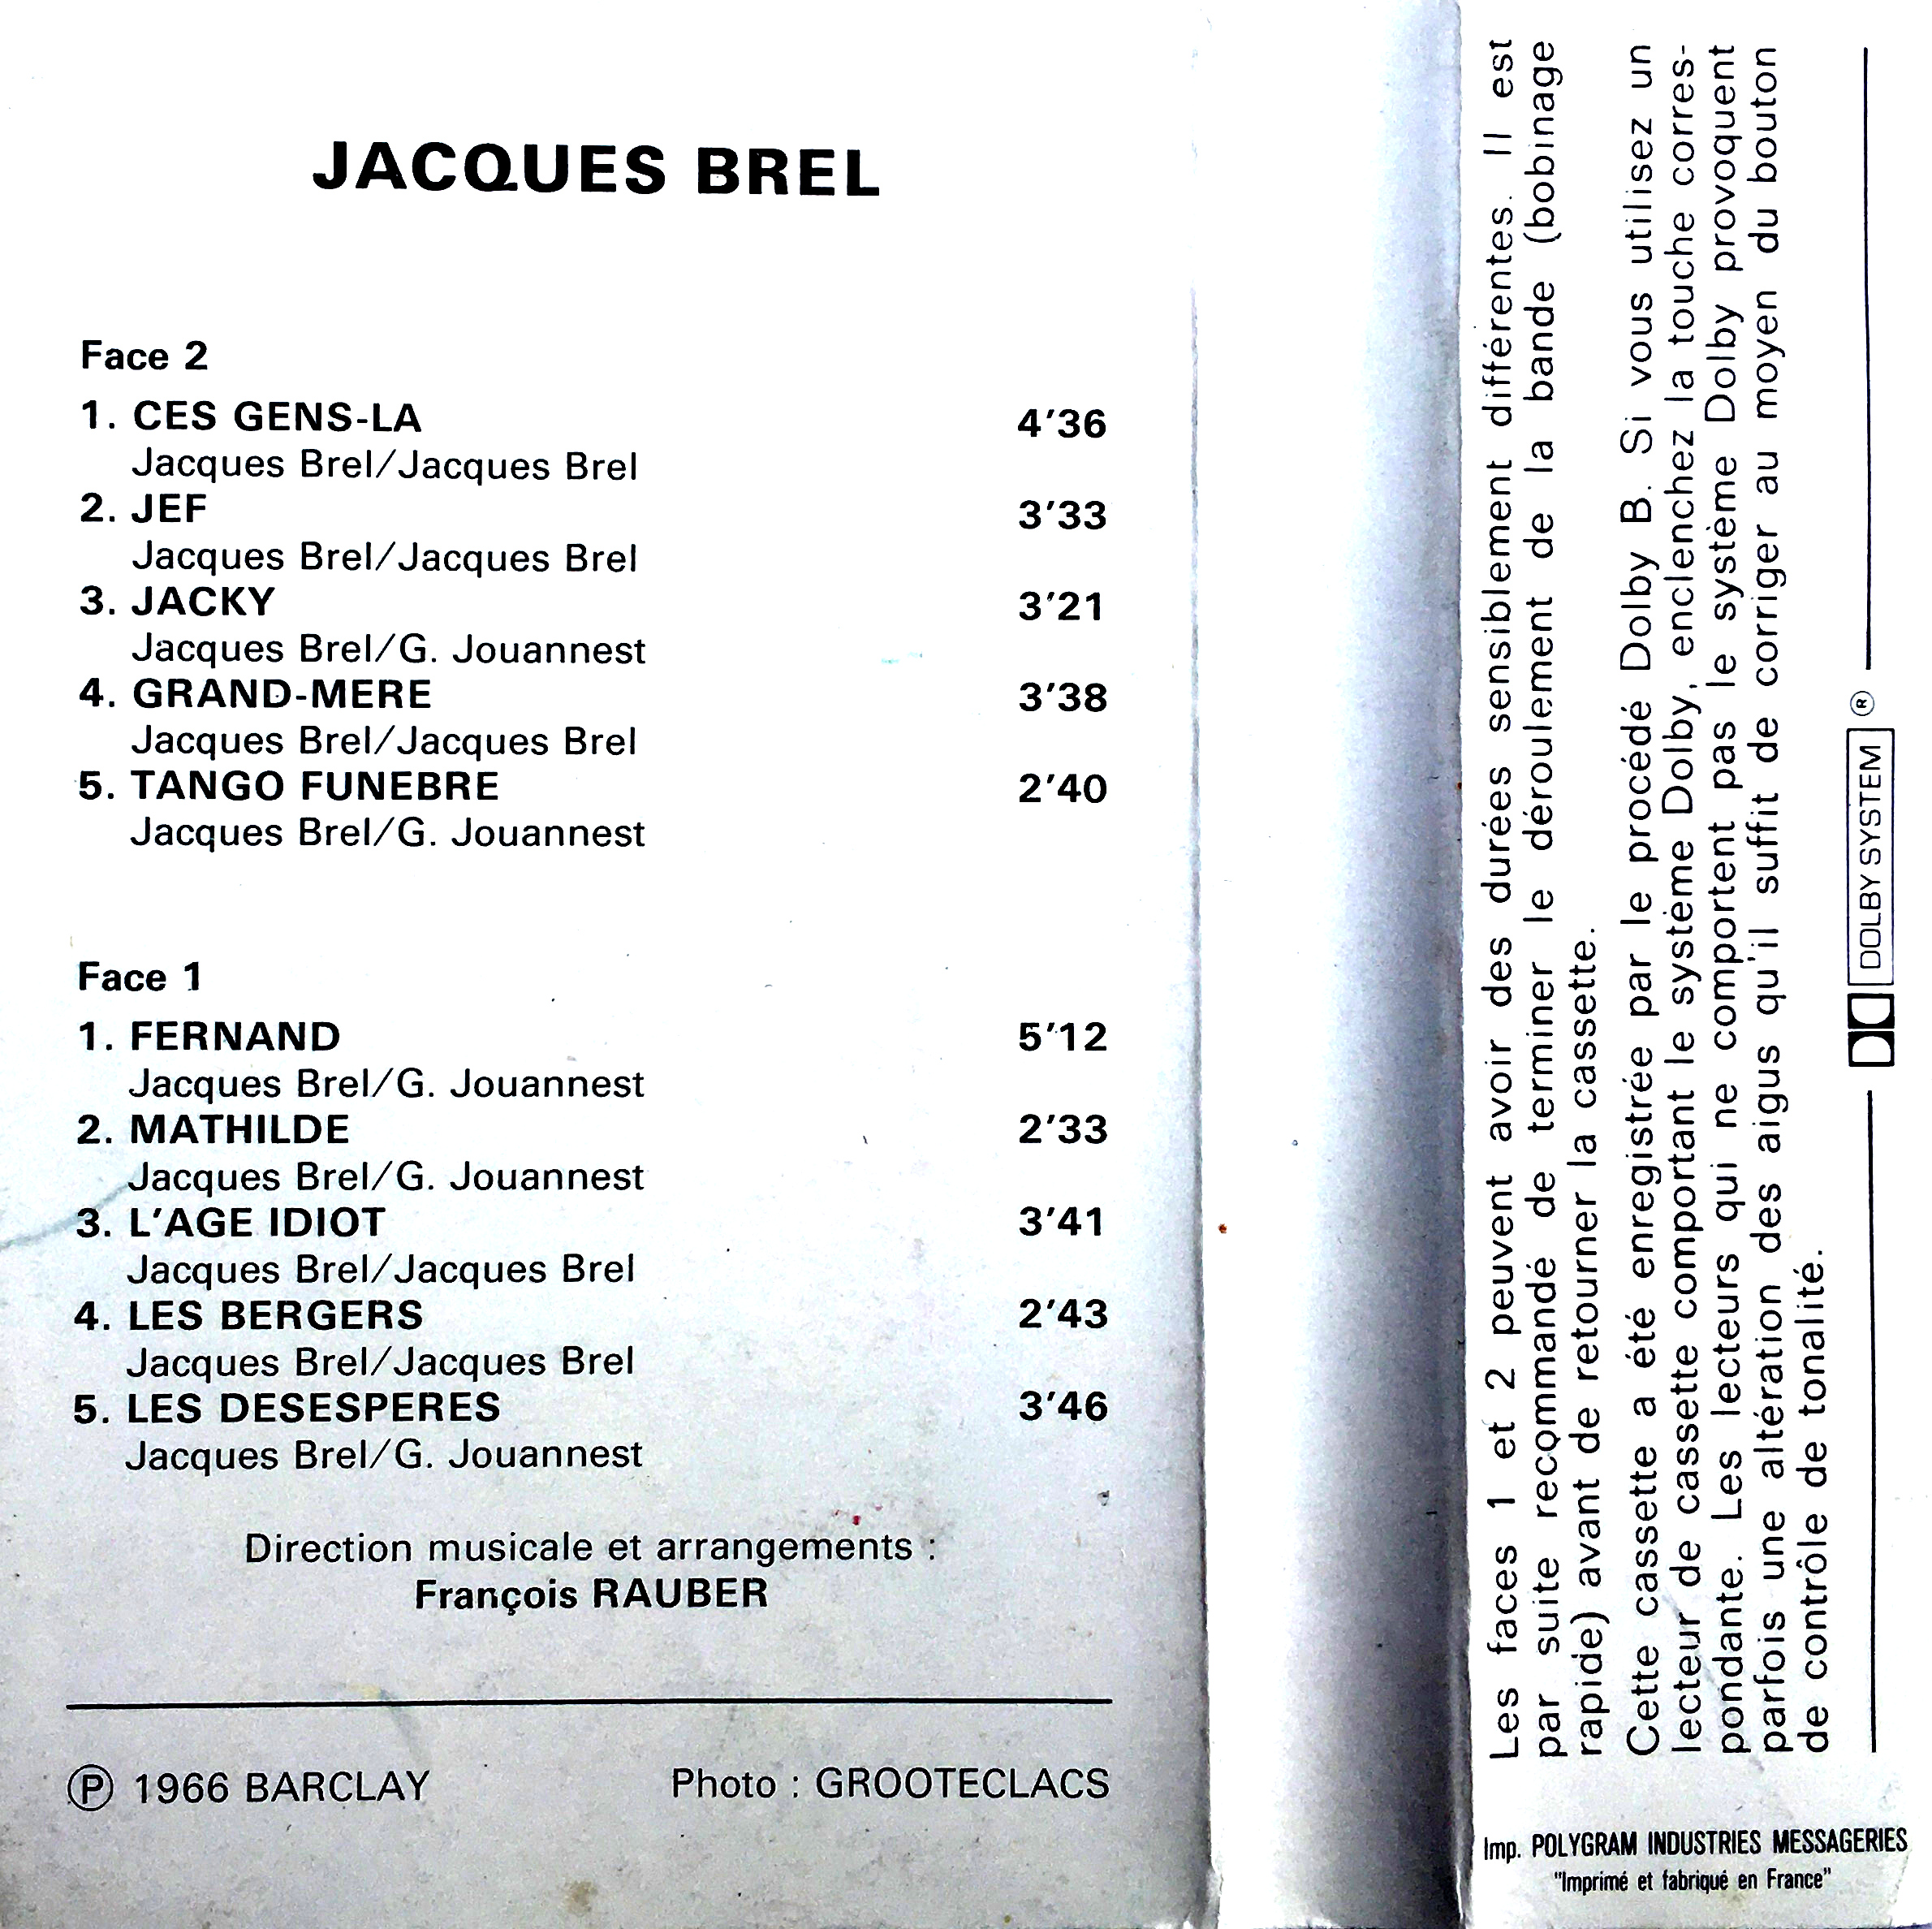 JACQUES BREL
Face 2
1. CES GENS-LA 4'36
Jacques Brel/Jacques Brel
2. JEF 3'33
Jacques Brel/Jacques Brel
3. JACKY 3'21
Jacques Brel/G. Jouannest
4. GRAND-MERE 3'38
Jacques Brel/Jacques Brel
5. TANGO FUNEBRE 2'40
Jacques Brel/G. Jouannest
Face 1
1. FERNAND 5'12
Jacques Brel/G. Jouannest
2. MATHILDE 2'33
Jacques Brel/G. Jouannest
3. L'AGE IDIOT 3'41
Jacques Brel/Jacques Brel
4. LES BERGERS 2'43
Jacques Brel/Jacques Brel
5. LES DESESPERES 3'46
Jacques Brel/G. Jouannest
Direction musicale et arrangements :
François RAUBER
Ⓟ 1966 BARCLAY Photo : GROOTECLACS
Les faces 1 et 2 peuvent avoir des durées sensiblement différentes. Il est
par suite recommandé de terminer le déroulement de la bande (bobinage
rapide) avant de retourner la cassette.
Cette cassette a été enregistrée par le procédé Dolby B. Si vous utilisez un
lecteur de cassette comportant le système Dolby, enclenchez la touche corres-
pondante. Les lecteurs qui ne comportent pas le système Dolby provoquent
parfois une altération des aigus qu'il suffit de corriger au moyen du bouton
de contrôle de tonalité.
DOLBY SYSTEM ®
Imp. POLYGRAM INDUSTRIES MESSAGERIES
"Imprimé et fabriqué en France"